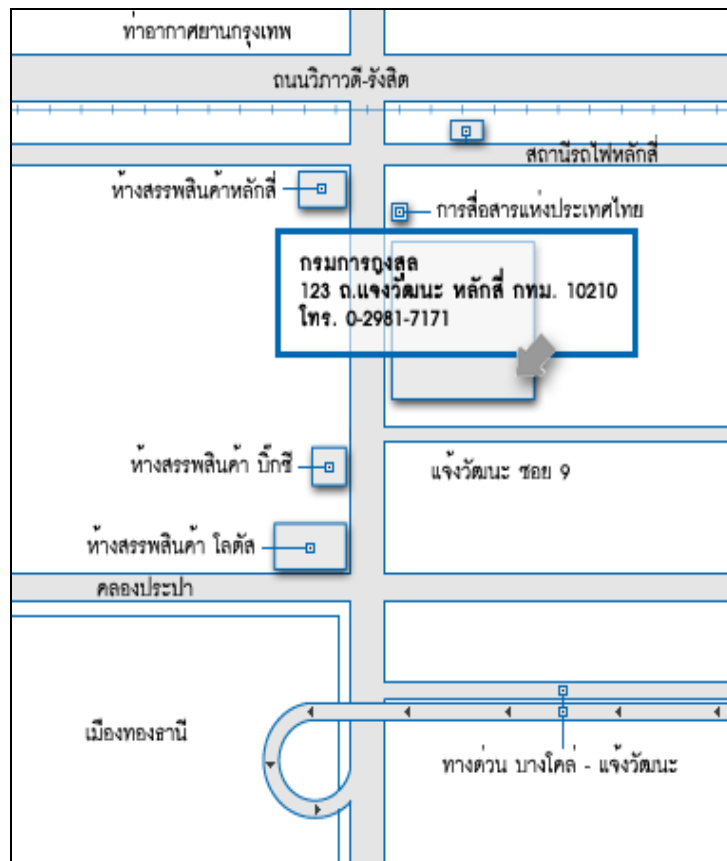 ท่าอากาศยานกรุงเทพ
ถนนวิภาวดี-รังสิต
สถานีรถไฟหลักสี่
ห้างสรรพสินค้าหลักสี่
การสื่อสารแห่งประเทศไทย
กรมการกงสุล
123 ถ.แจงวัฒนะ หลักสี่ กทม. 10210
โทร. 0-2981-7171
ห้างสรรพสินค้า บิ๊กซี
แจ้งวัฒนะ ซอย 9
ห้างสรรพสินค้า โลตัส
คลองประปา
เมืองทองธานี
ทางด่วน บางโคล่ - แจ้งวัฒนะ